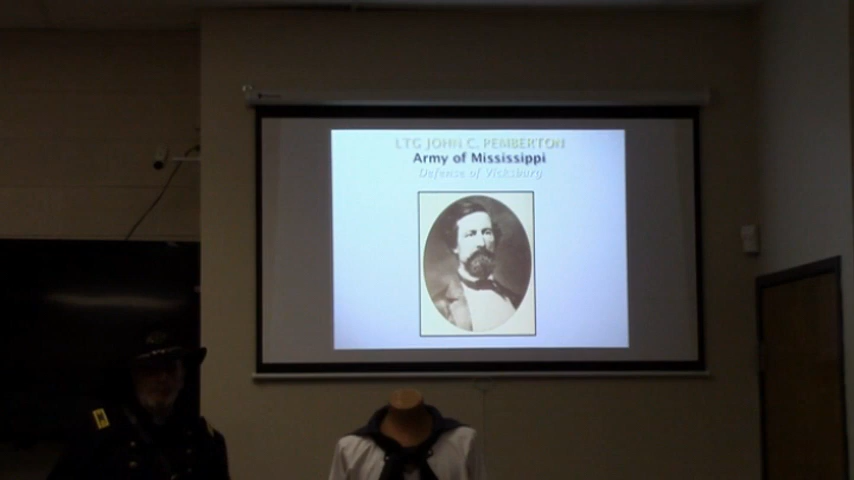 LTG JOHN C. PEMBERTON
Army of Mississippi
Defense of Vicksburg